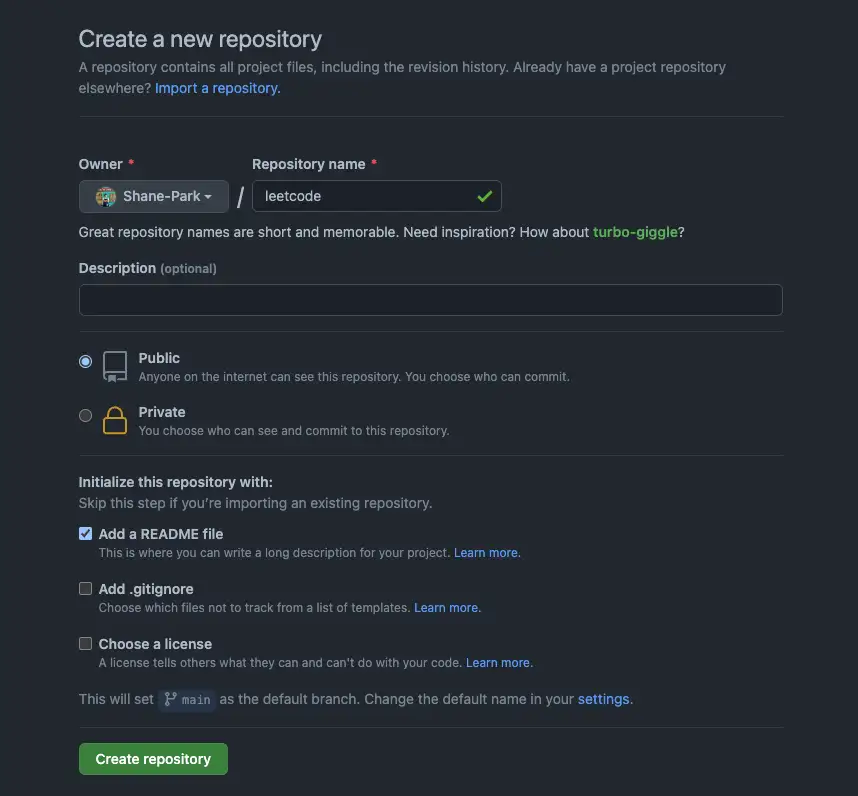 Create a new repository
A repository contains all project files, including the revision history. Already have a project repository
elsewhere? Import a repository.
Owner * Repository name *
Shane-Park / leetcode
Great repository names are short and memorable. Need inspiration? How about turbo-giggle?
Description (optional)
Public
Anyone on the internet can see this repository. You choose who can commit.
Private
You choose who can see and commit to this repository.
Initialize this repository with:
Skip this step if you’re importing an existing repository.
Add a README file
This is where you can write a long description for your project. Learn more.
Add .gitignore
Choose which files not to track from a list of templates. Learn more.
Choose a license
A license tells others what they can and can't do with your code. Learn more.
This will set main as the default branch. Change the default name in your settings.
Create repository